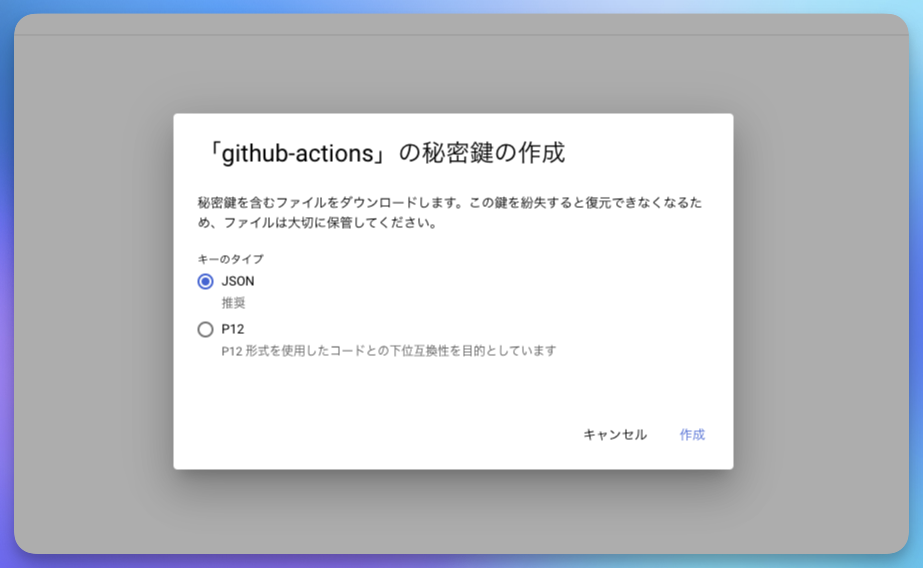 「github-actions」の秘密鍵の作成
秘密鍵を含むファイルをダウンロードします。この鍵を紛失すると復元できなくなるた
め、ファイルは大切に保管してください。
キーのタイプ
JSON
推奨
P12
P12 形式を使用したコードとの下位互換性を目的としています
キャンセル 作成